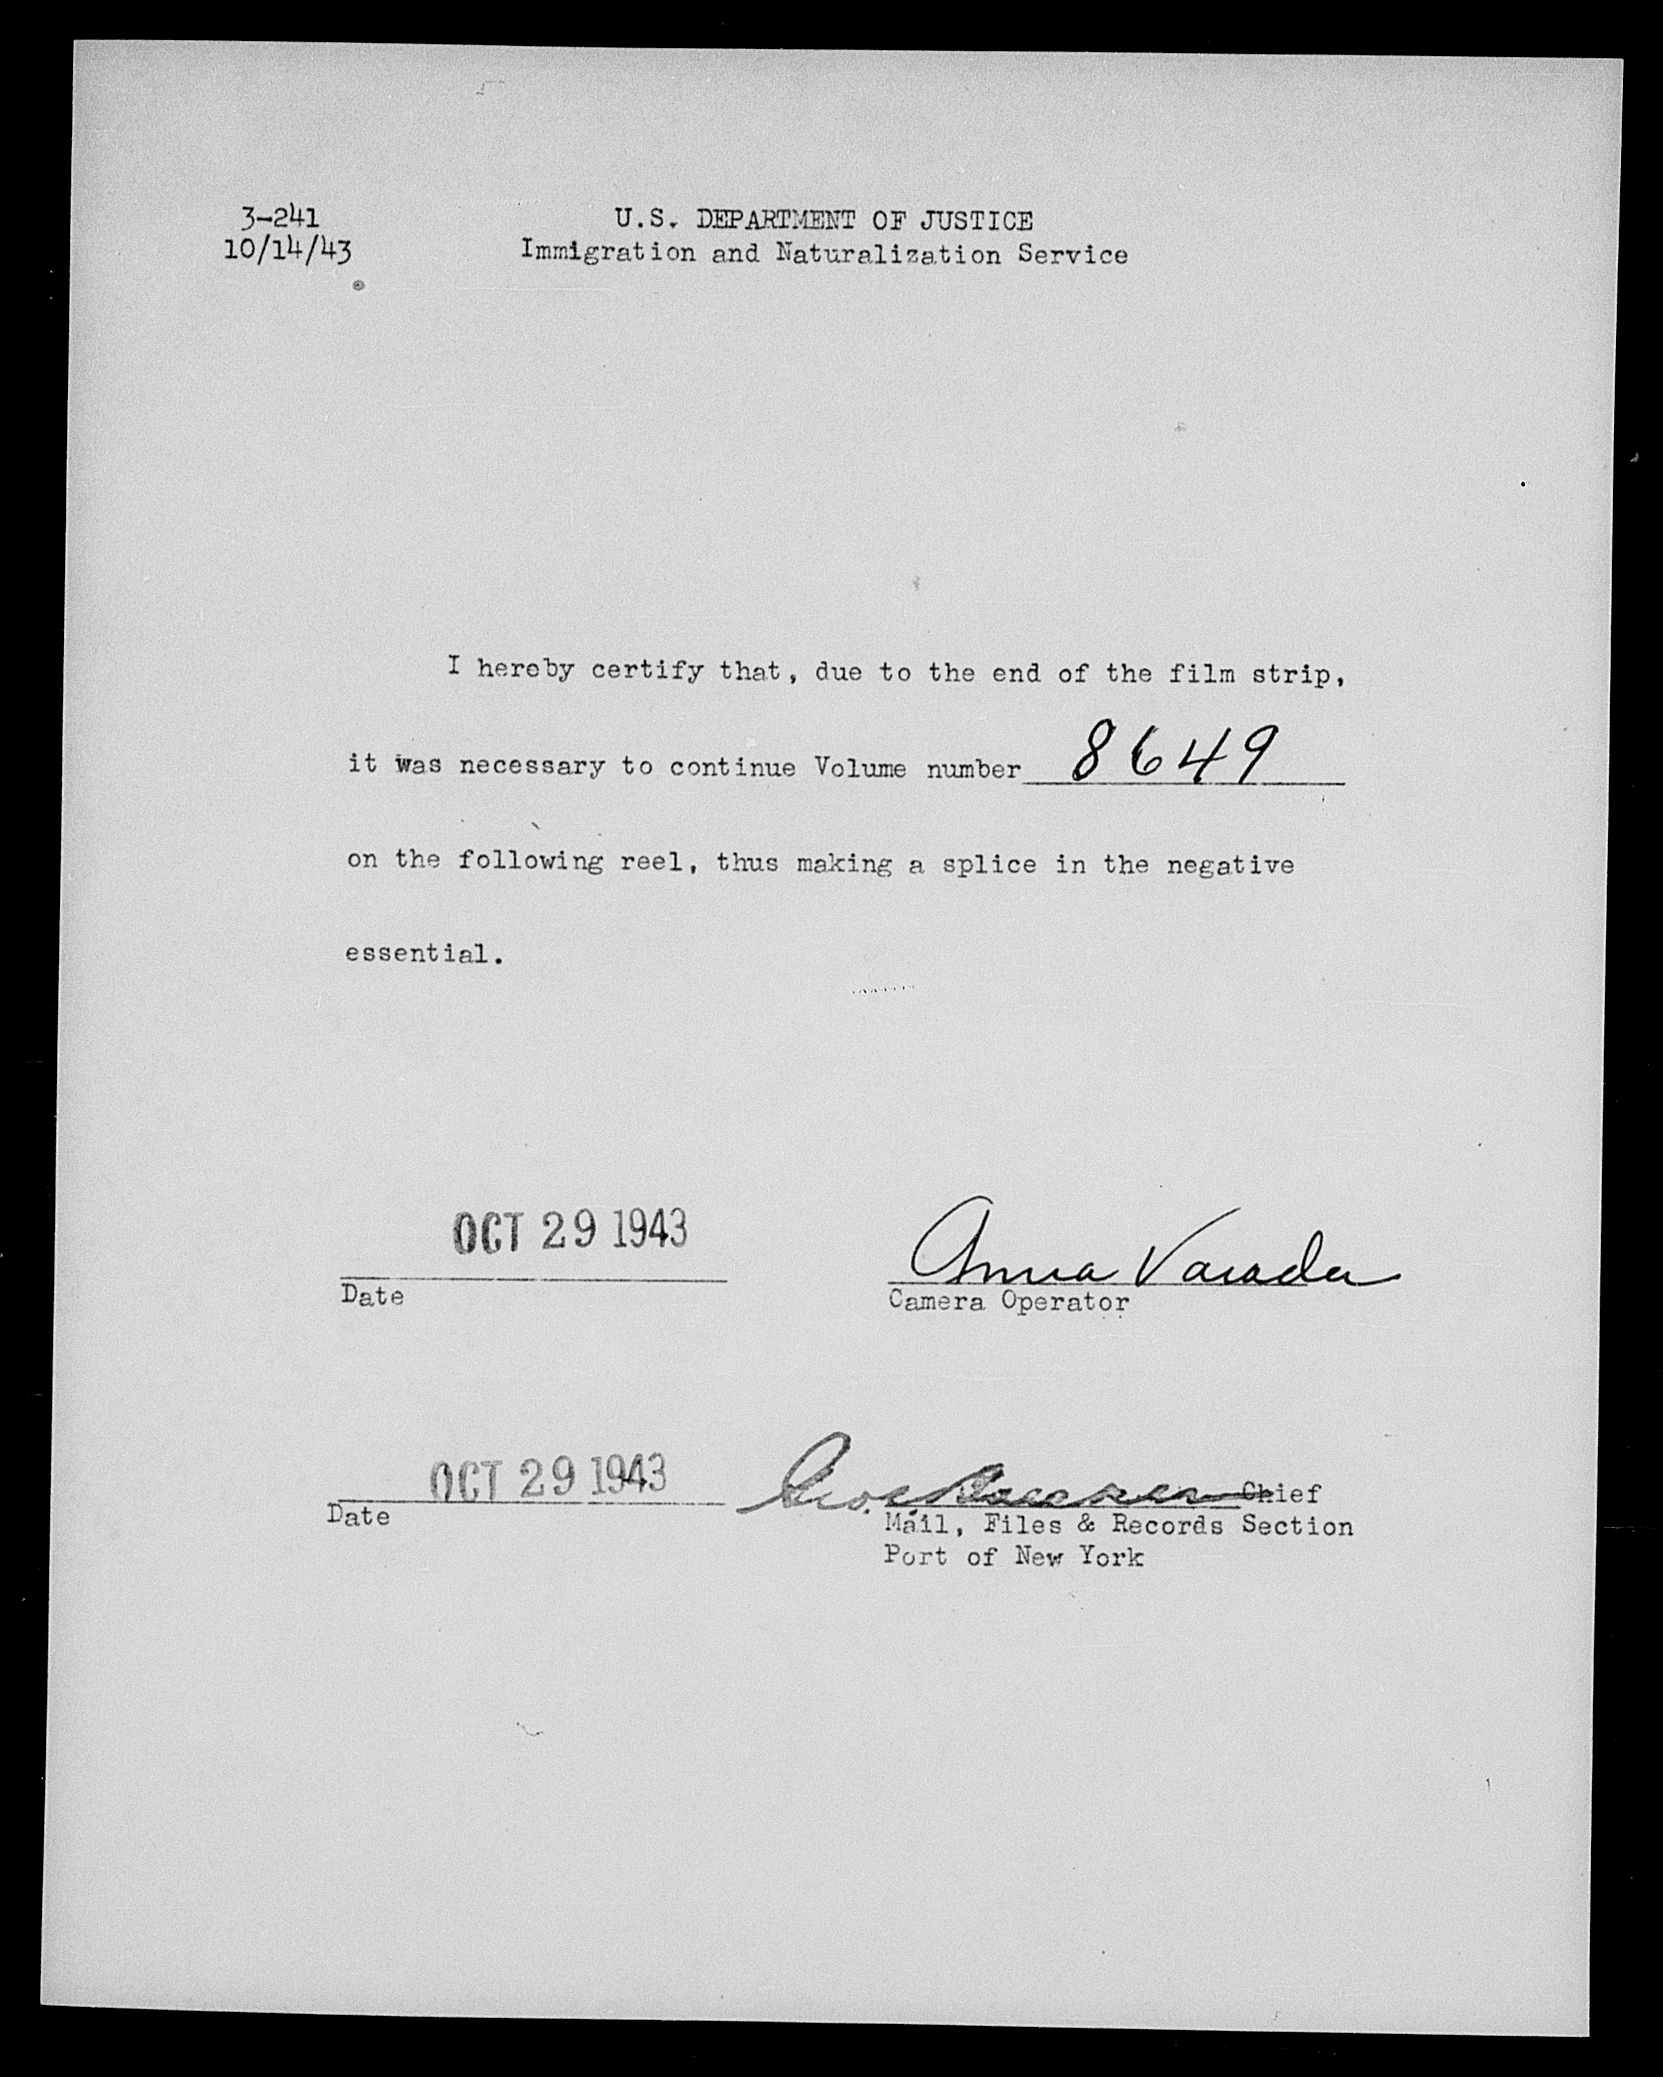 3-241
10/14/43
U.S. DEPARTMENT OF JUSTICE
Immigration and Naturalization Service
I hereby certify that, due to the end of the film strip,
it was necessary to continue Volume number 8649
on the following reel, thus making a splice in the negative
essential.
OCT 29 1943
Date
Anna Varada
Camera Operator
OCT 29 1943
Date
Chief
Mail, Files & Records Section
Port of New York